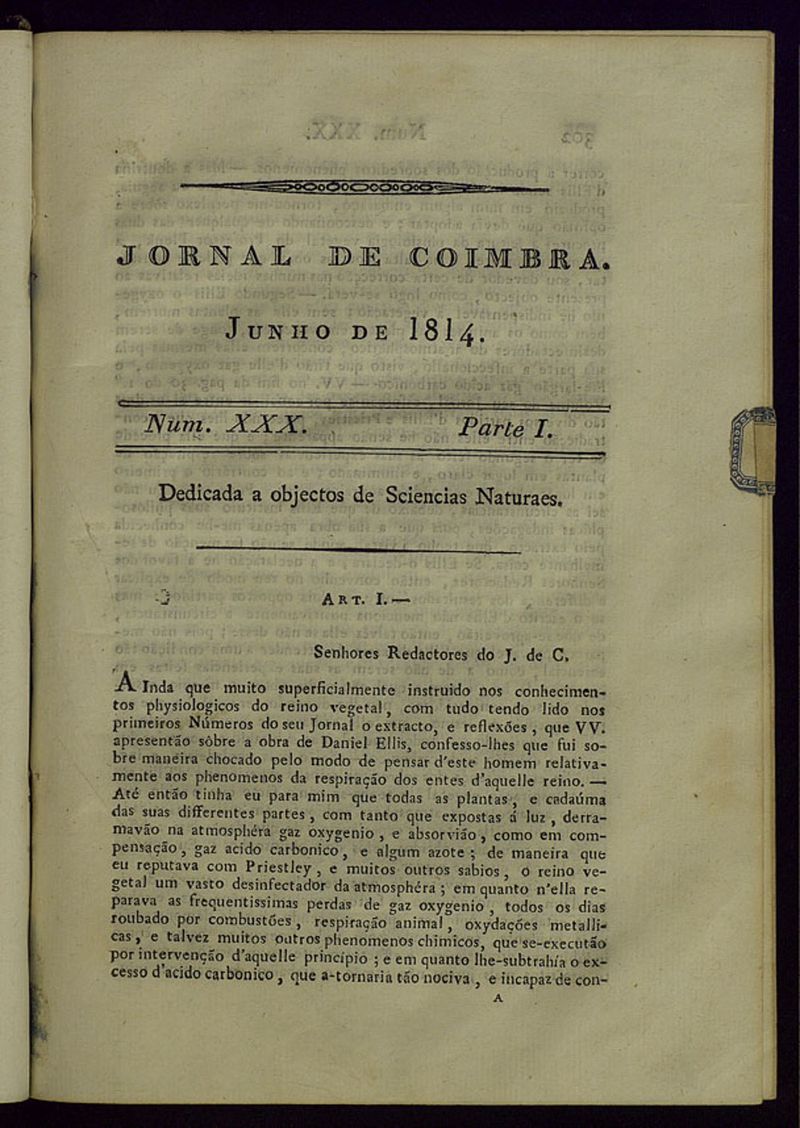 JORNAL DE COIMBRA.
JUNHO DE 1814.
Num. XXX. Parte I.
Dedicada a objectos de Sciencias Naturaes.
ART. I.—
Senhores Redactores do J. de C.
AInda que muito superficialmente instruido nos conhecimen-
tos physiologicos do reino vegetal, com tudo tendo lido nos
primeiros Números do seu Jornal o extracto, e reflexões, que VV.
apresentão sôbre a obra de Daniel Ellis, confesso-lhes que fui so-
bre maneira chocado pelo modo de pensar d'este homem relativa-
mente aos phenomenos da respiração dos entes d'aquelle reino. —
Até então tinha eu para mim que todas as plantas, e cadaúma
das suas differentes partes, com tanto que expostas á luz, derra-
mavão na atmosphéra gaz oxygenio, e absorvião, como em com-
pensação, gaz acido carbonico, e algum azote; de maneira que
eu reputava com Priestley, e muitos outros sabios, o reino ve-
getal um vasto desinfectador da atmosphéra; em quanto n'ella re-
parava as frequentissimas perdas de gaz oxygenio, todos os dias
roubado por combustões, respiração animal, oxydações metalli-
cas, e talvez muitos outros phenomenos chimicos, que se-executão
por intervenção d'aquelle princípio; e em quanto lhe-subtrahía o ex-
cesso d'acido carbonico, que a-tornaria tão nociva, e incapaz de con-
A